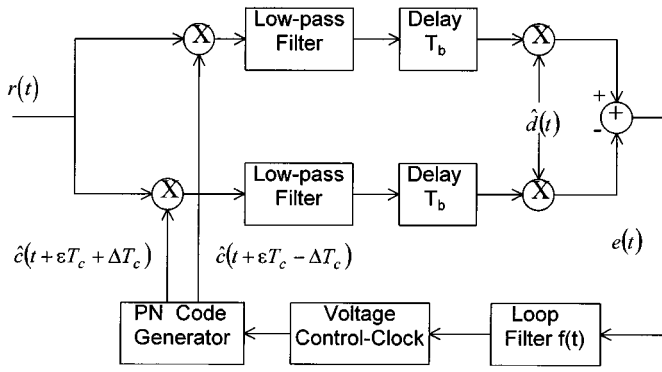 Low-pass
Filter
Delay
T_b
X
X
r(t)
+
+
-
d̂(t)
Low-pass
Filter
Delay
T_b
X
X
ĉ(t + εT_c + ΔT_c)
ĉ(t + εT_c − ΔT_c)
e(t)
PN Code
Generator
Voltage
Control-Clock
Loop
Filter f(t)